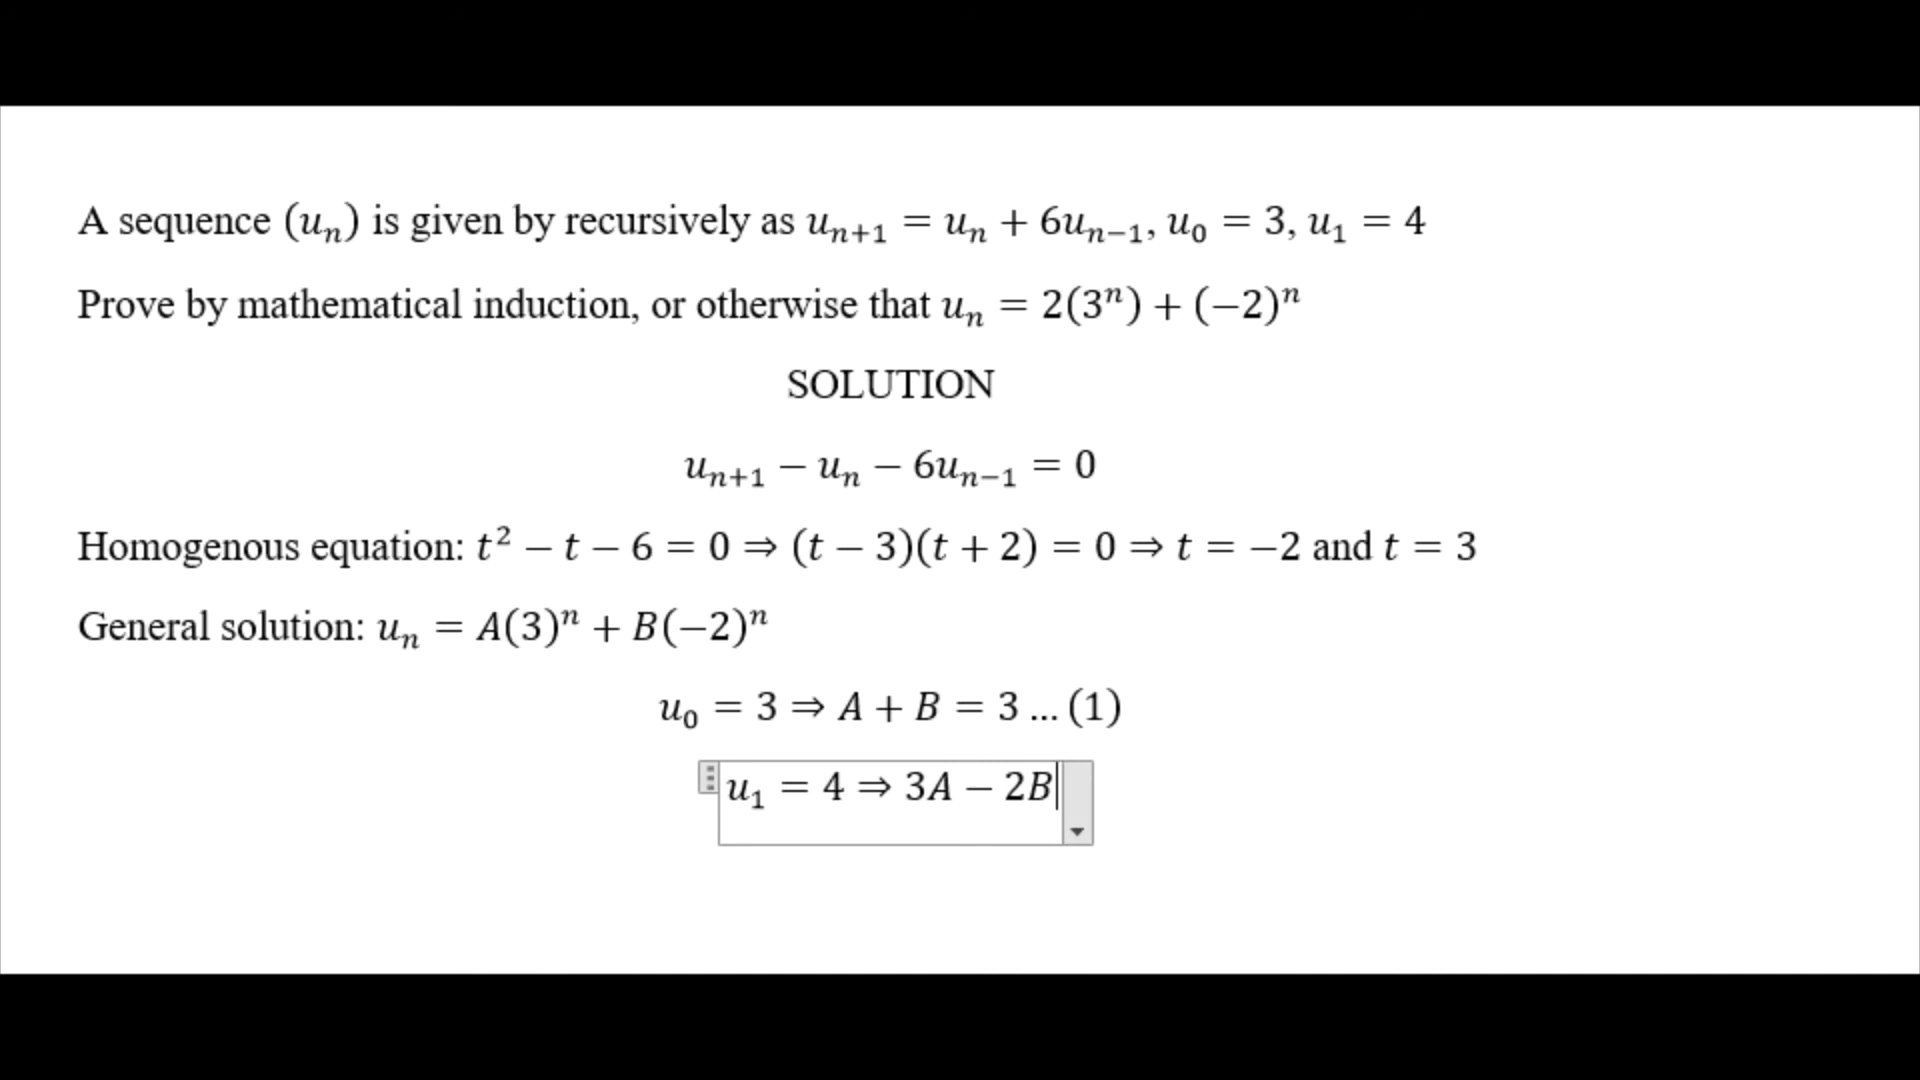 A sequence (uₙ) is given by recursively as uₙ₊₁ = uₙ + 6uₙ₋₁, u₀ = 3, u₁ = 4
Prove by mathematical induction, or otherwise that uₙ = 2(3ⁿ) + (−2)ⁿ
SOLUTION
uₙ₊₁ − uₙ − 6uₙ₋₁ = 0
Homogenous equation: t² − t − 6 = 0 ⇒ (t − 3)(t + 2) = 0 ⇒ t = −2 and t = 3
General solution: uₙ = A(3)ⁿ + B(−2)ⁿ
u₀ = 3 ⇒ A + B = 3 … (1)
u₁ = 4 ⇒ 3A − 2B